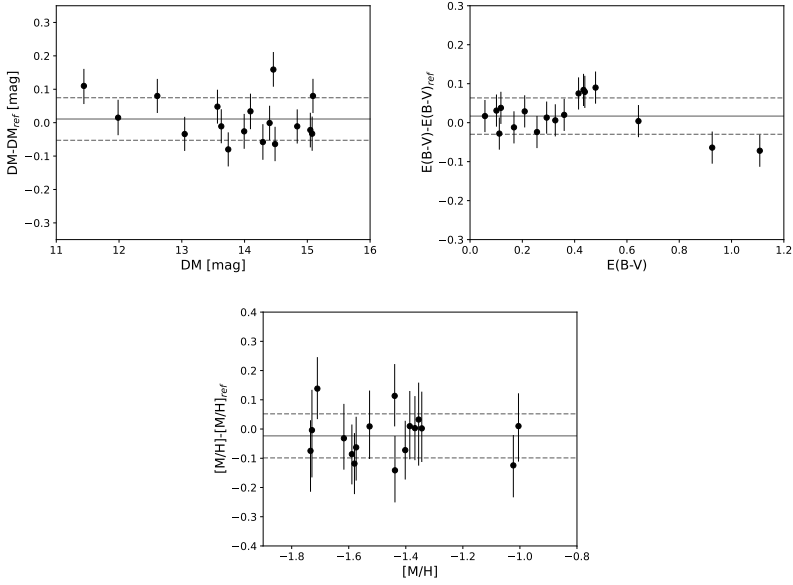 0.3
0.2
0.1
0.0
−0.1
−0.2
−0.3
DM-DM_ref [mag]
11 12 13 14 15 16
DM [mag]
0.3
0.2
0.1
0.0
−0.1
−0.2
−0.3
E(B-V)-E(B-V)_ref
0.0 0.2 0.4 0.6 0.8 1.0 1.2
E(B-V)
0.4
0.3
0.2
0.1
0.0
−0.1
−0.2
−0.3
−0.4
[M/H]-[M/H]_ref
−1.8 −1.6 −1.4 −1.2 −1.0 −0.8
[M/H]